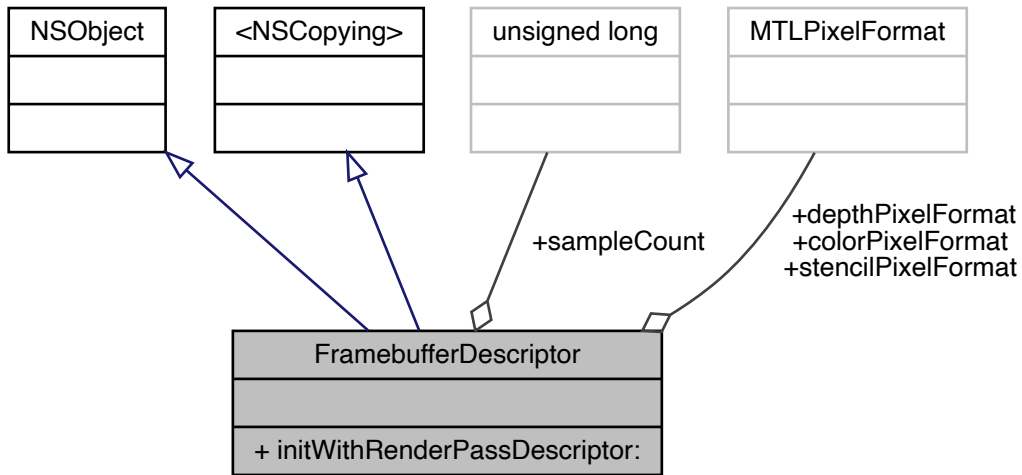 NSObject
<NSCopying>
unsigned long
MTLPixelFormat
+sampleCount
+depthPixelFormat
+colorPixelFormat
+stencilPixelFormat
FramebufferDescriptor
+ initWithRenderPassDescriptor: